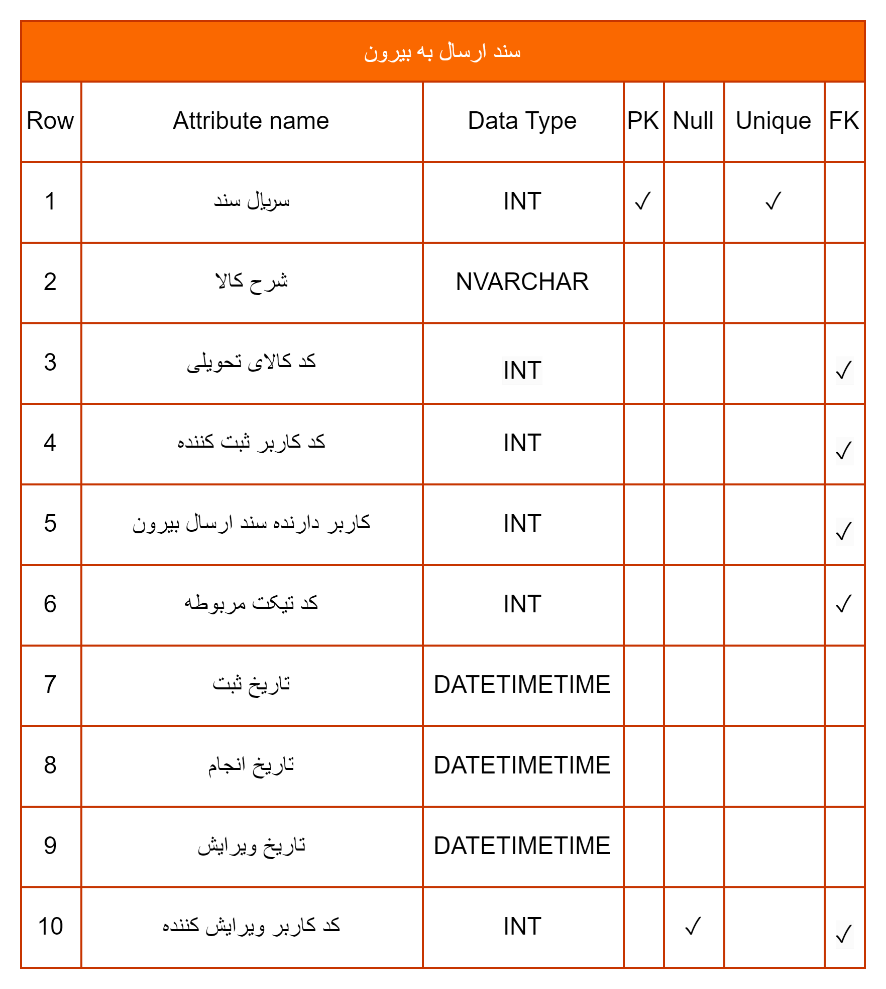 سند ارسال به بیرون
Row Attribute name Data Type PK Null Unique FK
1 سریال سند INT ✓ ✓
2 شرح کالا NVARCHAR
3 کد کالای تحویلی INT ✓
4 کد کاربر ثبت کننده INT ✓
5 کاربر دارنده سند ارسال بیرون INT ✓
6 کد تیکت مربوطه INT ✓
7 تاریخ ثبت DATETIMETIME
8 تاریخ انجام DATETIMETIME
9 تاریخ ویرایش DATETIMETIME
10 کد کاربر ویرایش کننده INT ✓ ✓